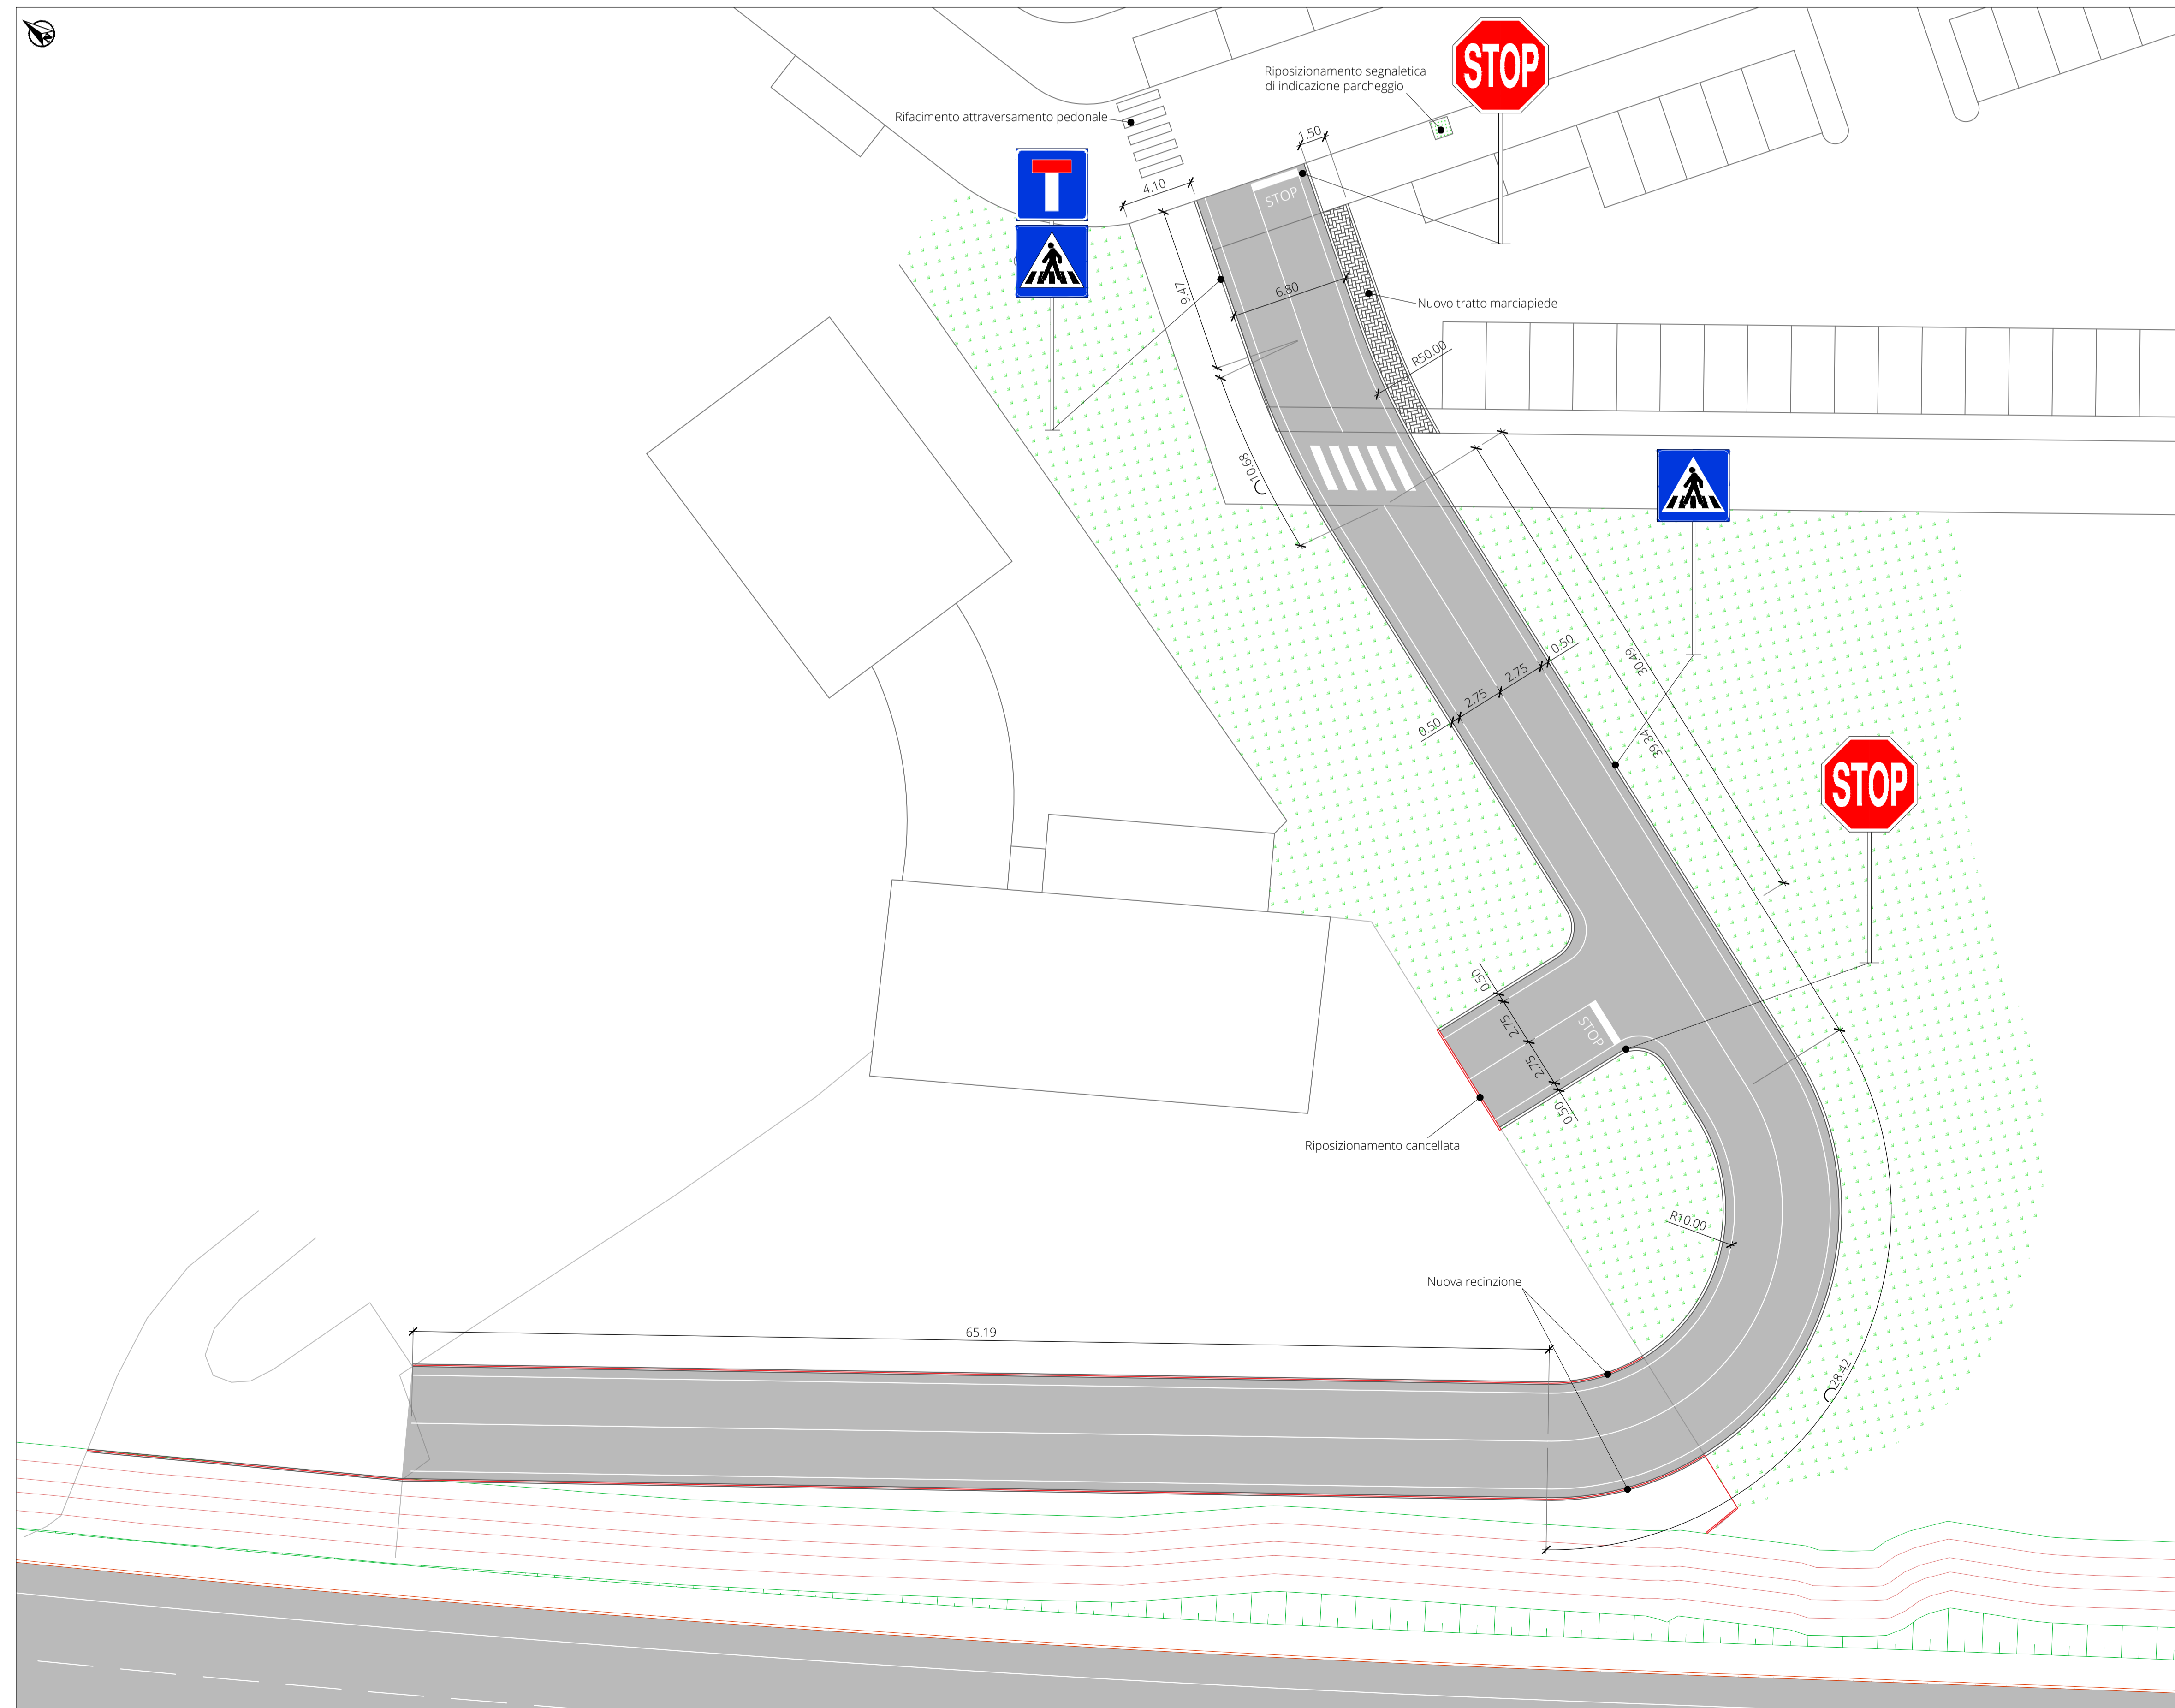 STOP
Riposizionamento segnaletica
di indicazione parcheggio
Rifacimento attraversamento pedonale
1.50
4.10
STOP
9.47
6.80
Nuovo tratto marciapiede
R50.00
10.68
30.49
39.34
0.50
2.75
2.75
0.50
STOP
0.50
2.75
2.75
0.50
STOP
Riposizionamento cancellata
R10.00
Nuova recinzione
65.19
28.42